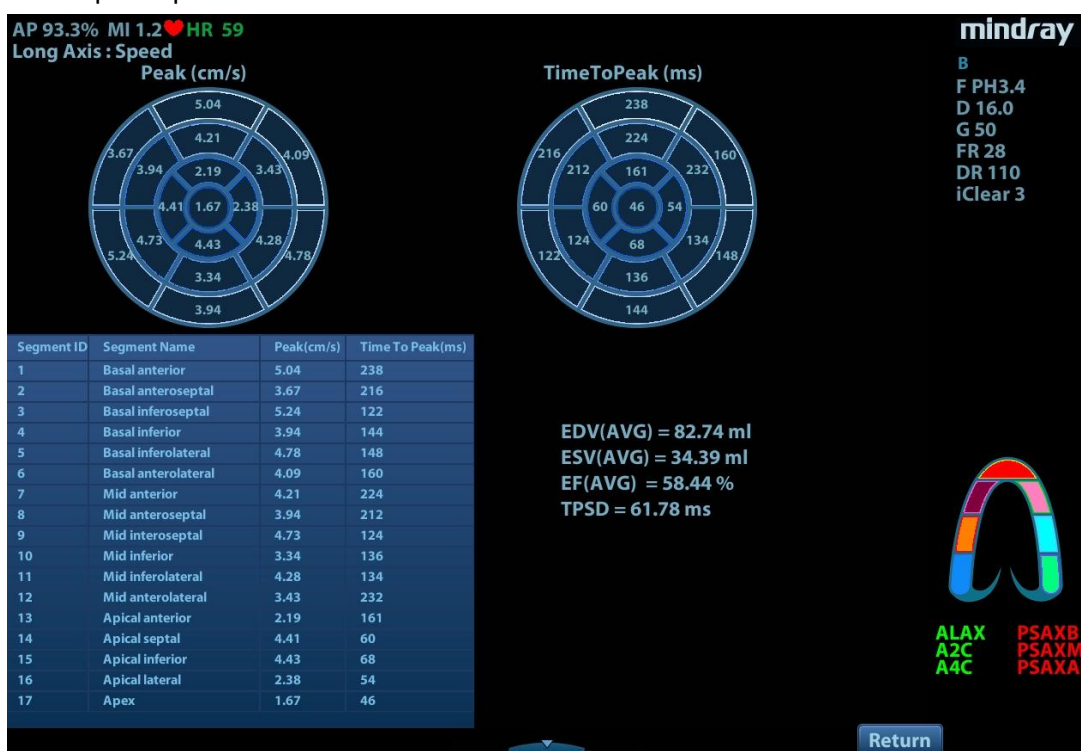 AP 93.3% MI 1.2 HR 59
mindray
Long Axis : Speed
Peak (cm/s)
5.04
4.21
3.67
3.94
2.19
3.43
4.09
4.41
1.67
2.38
5.24
4.73
4.43
4.28
4.78
3.34
3.94
TimeToPeak (ms)
238
224
216
212
161
232
160
60
46
54
122
124
68
134
148
136
144
B
F PH3.4
D 16.0
G 50
FR 28
DR 110
iClear 3
Segment ID Segment Name Peak(cm/s) Time To Peak(ms)
1 Basal anterior 5.04 238
2 Basal anteroseptal 3.67 216
3 Basal inferoseptal 5.24 122
4 Basal inferior 3.94 144
5 Basal inferolateral 4.78 148
6 Basal anterolateral 4.09 160
7 Mid anterior 4.21 224
8 Mid anteroseptal 3.94 212
9 Mid interoseptal 4.73 124
10 Mid inferior 3.34 136
11 Mid inferolateral 4.28 134
12 Mid anterolateral 3.43 232
13 Apical anterior 2.19 161
14 Apical septal 4.41 60
15 Apical inferior 4.43 68
16 Apical lateral 2.38 54
17 Apex 1.67 46
EDV(AVG) = 82.74 ml
ESV(AVG) = 34.39 ml
EF(AVG) = 58.44 %
TPSD = 61.78 ms
ALAX PSAXB
A2C PSAXM
A4C PSAXA
Return